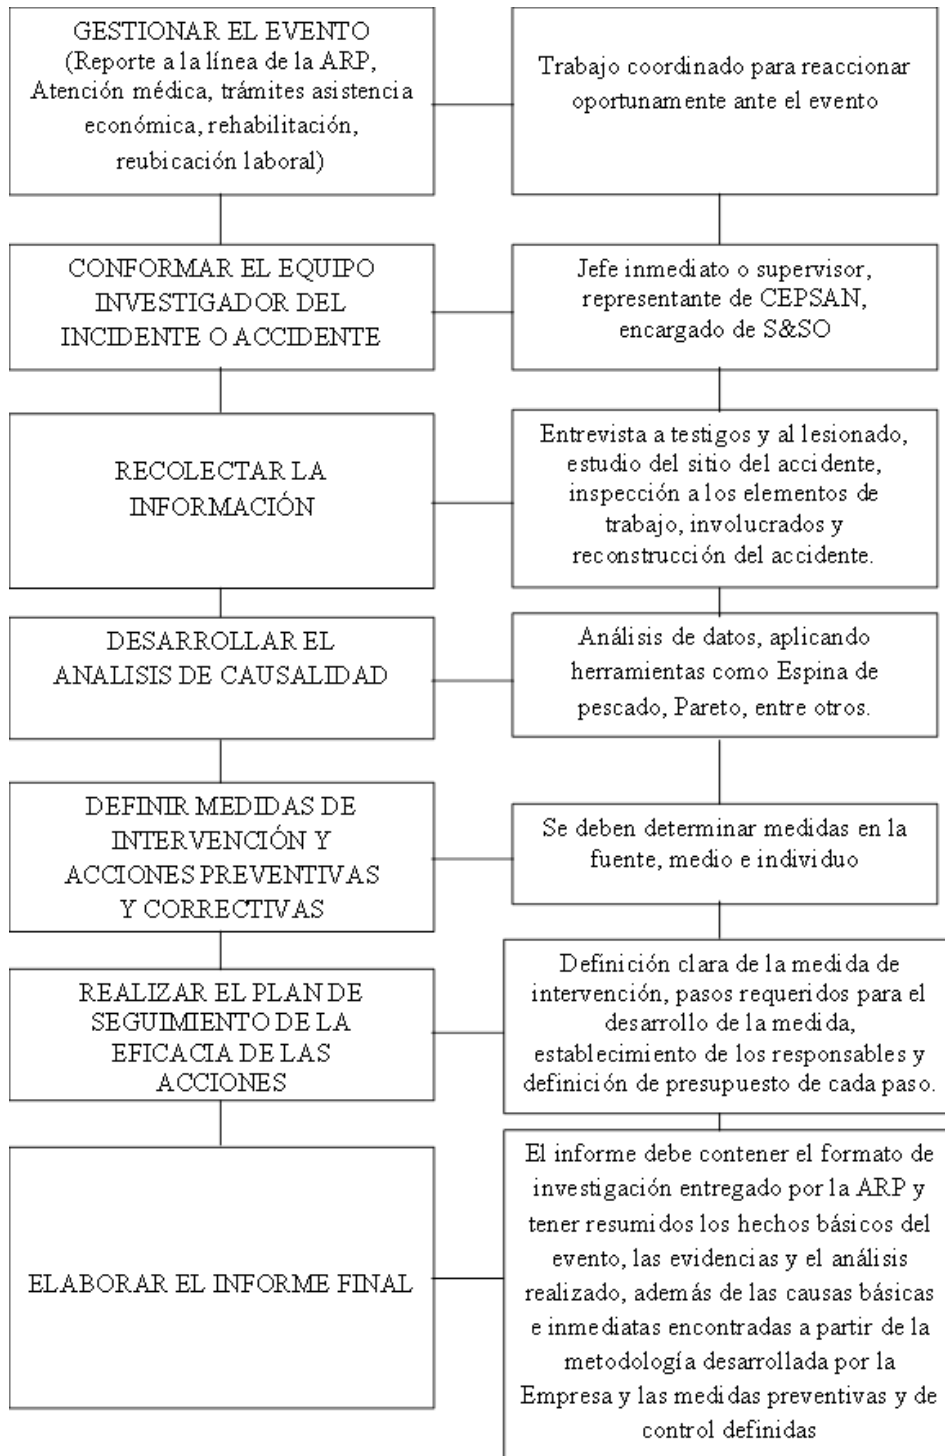 GESTIONAR EL EVENTO
(Reporte a la línea de la ARP,
Atención médica, trámites asistencia
económica, rehabilitación,
reubicación laboral)
Trabajo coordinado para reaccionar
oportunamente ante el evento
CONFORMAR EL EQUIPO
INVESTIGADOR DEL
INCIDENTE O ACCIDENTE
Jefe inmediato o supervisor,
representante de CEPSAN,
encargado de S&SO
RECOLECTAR LA
INFORMACIÓN
Entrevista a testigos y al lesionado,
estudio del sitio del accidente,
inspección a los elementos de
trabajo, involucrados y
reconstrucción del accidente.
DESARROLLAR EL
ANALISIS DE CAUSALIDAD
Análisis de datos, aplicando
herramientas como Espina de
pescado, Pareto, entre otros.
DEFINIR MEDIDAS DE
INTERVENCIÓN Y
ACCIONES PREVENTIVAS
Y CORRECTIVAS
Se deben determinar medidas en la
fuente, medio e individuo
REALIZAR EL PLAN DE
SEGUIMIENTO DE LA
EFICACIA DE LAS
ACCIONES
Definición clara de la medida de
intervención, pasos requeridos para el
desarrollo de la medida,
establecimiento de los responsables y
definición de presupuesto de cada paso.
ELABORAR EL INFORME FINAL
El informe debe contener el formato de
investigación entregado por la ARP y
tener resumidos los hechos básicos del
evento, las evidencias y el análisis
realizado, además de las causas básicas
e inmediatas encontradas a partir de la
metodología desarrollada por la
Empresa y las medidas preventivas y de
control definidas